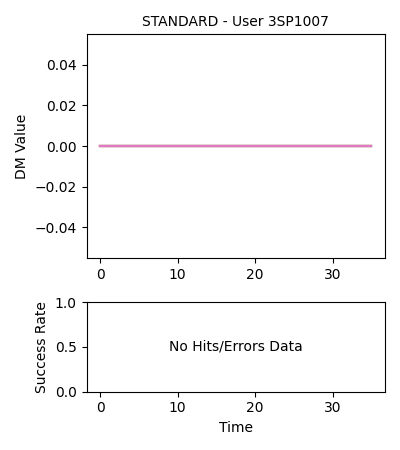 STANDARD - User 3SP1007
DM Value
0.04
0.02
0.00
−0.02
−0.04
0 10 20 30
Success Rate
1.0
0.5
0.0
No Hits/Errors Data
0 10 20 30
Time